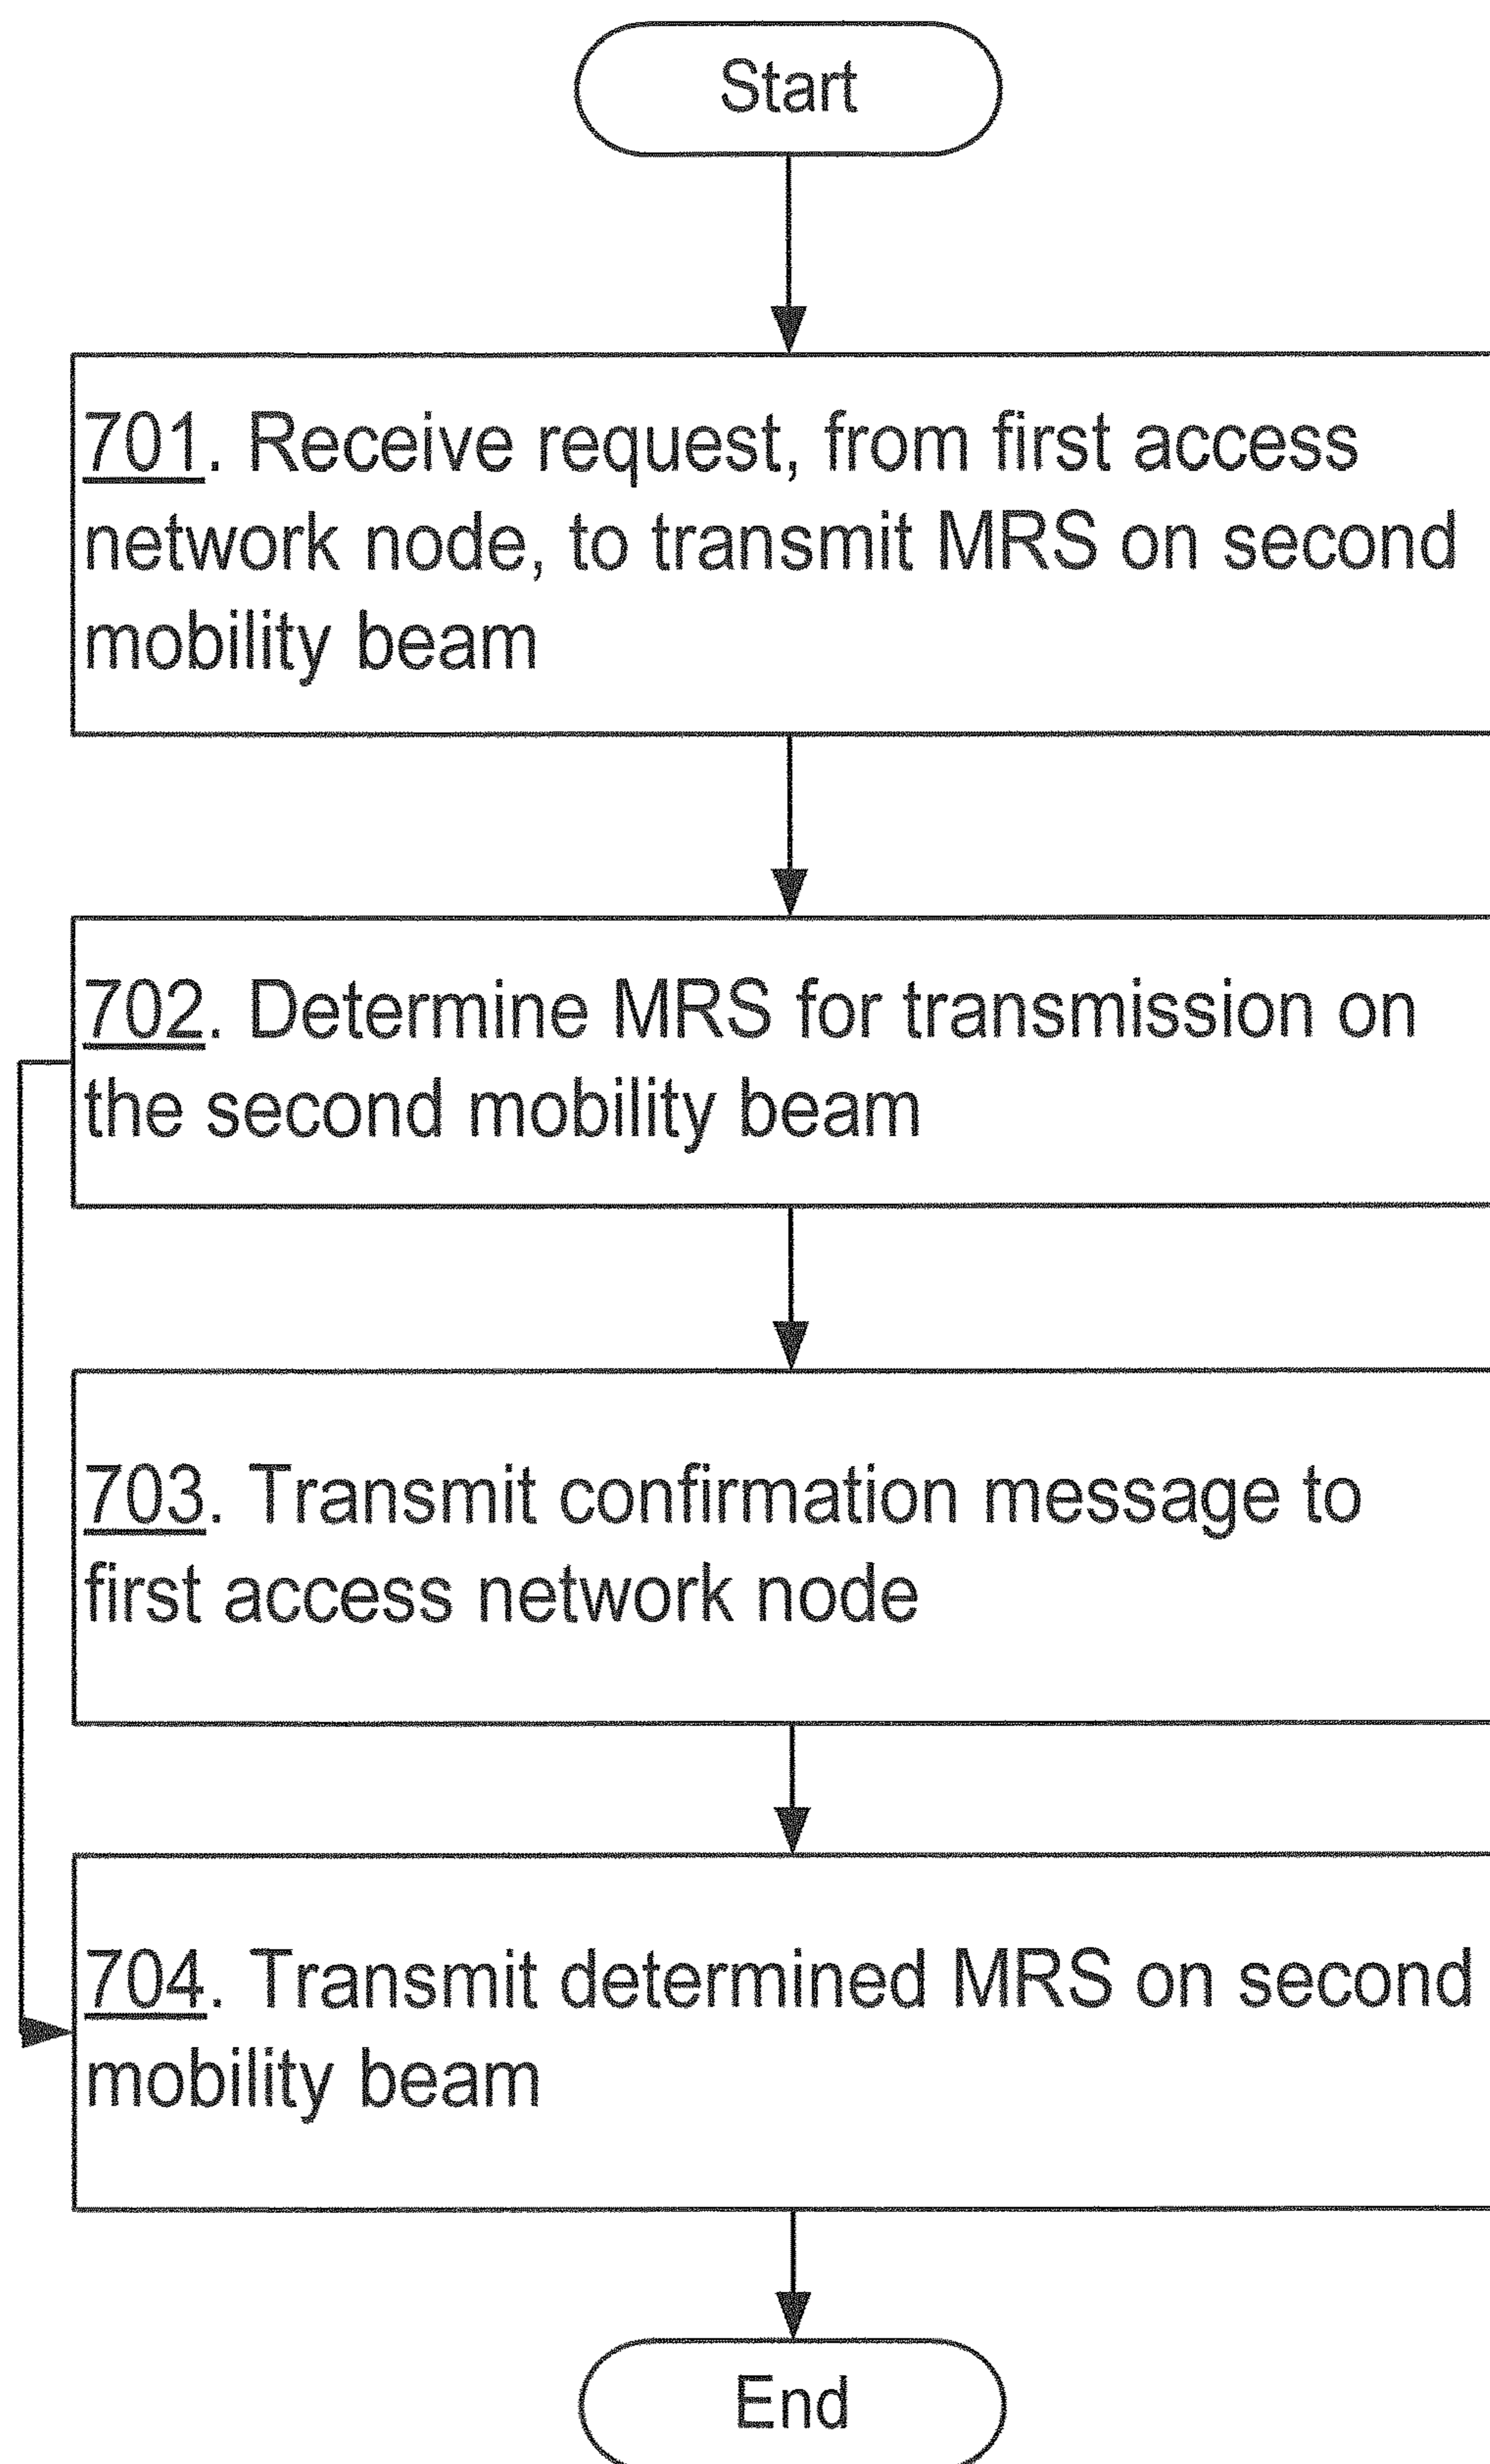 Start
701. Receive request, from first access
network node, to transmit MRS on second
mobility beam
702. Determine MRS for transmission on
the second mobility beam
703. Transmit confirmation message to
first access network node
704. Transmit determined MRS on second
mobility beam
End